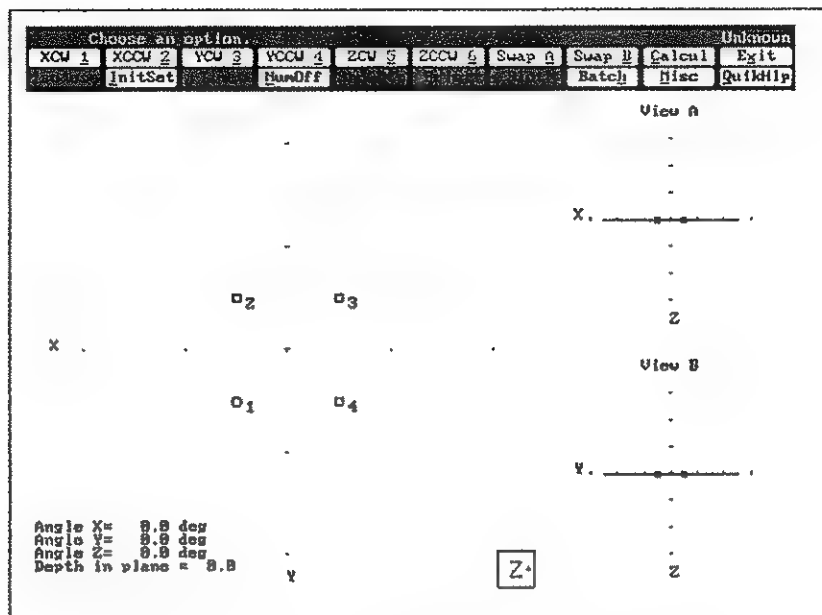 Choose an option. Unknown
XCW 1 XCCW 2 YCW 3 YCCW 4 ZCW 5 ZCCW 6 Swap A Swap B Calcul Exit
InitSet NumOff Batch Misc QuikHlp
View A
X
2 3
Z
X
View B
1 4
Y
Angle X= 0.0 deg
Angle Y= 0.0 deg
Angle Z= 0.0 deg
Depth in plane = 0.0
Y Z Z